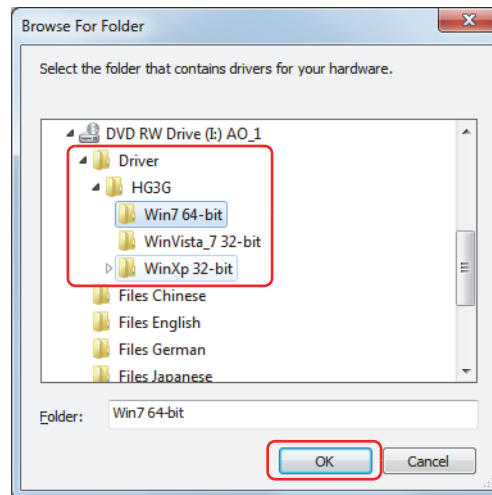 Browse For Folder
Select the folder that contains drivers for your hardware.
DVD RW Drive (I:) AO_1
Driver
HG3G
Win7 64-bit
WinVista_7 32-bit
WinXp 32-bit
Files Chinese
Files English
Files German
Files Japanese
Folder: Win7 64-bit
OK Cancel